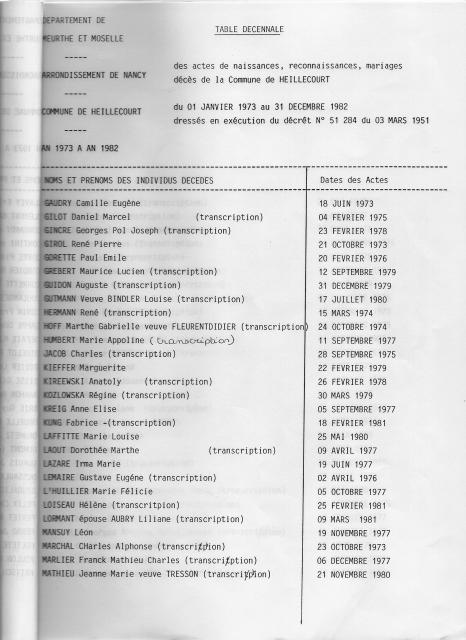 DEPARTEMENT DE
MEURTHE ET MOSELLE
-----
ARRONDISSEMENT DE NANCY
-----
COMMUNE DE HEILLECOURT
-----
AN 1973 A AN 1982
TABLE DECENNALE
des actes de naissances, reconnaissances, mariages
décès de la Commune de HEILLECOURT
du 01 JANVIER 1973 au 31 DECEMBRE 1982
dressés en exécution du décrét N° 51 284 du 03 MARS 1951
NOMS ET PRENOMS DES INDIVIDUS DECEDES Dates des Actes
GAUDRY Camille Eugéne 18 JUIN 1973
GILOT Daniel Marcel (transcription) 04 FEVRIER 1975
GINCRE Georges Pol Joseph (transcription) 23 FEVRIER 1978
GIROL René Pierre 21 OCTOBRE 1973
GORETTE Paul Emile 20 FEVRIER 1976
GREBERT Maurice Lucien (transcription) 12 SEPTEMBRE 1979
GUIDON Auguste (transcription) 31 DECEMBRE 1979
GUTMANN Veuve BINDLER Louise (transcription) 17 JUILLET 1980
HERMANN René (transcription) 15 MARS 1974
HOFF Marthe Gabrielle veuve FLEURENTDIDIER (transcription) 24 OCTOBRE 1974
HUMBERT Marie Appoline (transcription) 11 SEPTEMBRE 1977
JACOB Charles (transcription) 28 SEPTEMBRE 1975
KIEFFER Marguerite 22 FEVRIER 1979
KIREEWSKI Anatoly (transcription) 26 FEVRIER 1978
KOZLOWSKA Régine (transcription) 30 MARS 1979
KREIG Anne Elise 05 SEPTEMBRE 1977
KUNG Fabrice -(transcription) 18 FEVRIER 1981
LAFFITTE Marie Louise 25 MAI 1980
LAOUT Dorothée Marthe (transcription) 09 AVRIL 1977
LAZARE Irma Marie 19 JUIN 1977
LEMAIRE Gustave Eugéne (transcription) 02 AVRIL 1976
L'HUILLIER Marie Félicie 05 OCTOBRE 1977
LOISEAU Hélène (transcription) 25 FEVRIER 1981
LORMANT épouse AUBRY Liliane (transcription) 09 MARS 1981
MANSUY Léon 19 NOVEMBRE 1977
MARCHAL CHarles Alphonse (transcription) 23 OCTOBRE 1973
MARLIER Franck Mathieu Charles (transcription) 06 DECEMBRE 1977
MATHIEU Jeanne Marie veuve TRESSON (transcription) 21 NOVEMBRE 1980